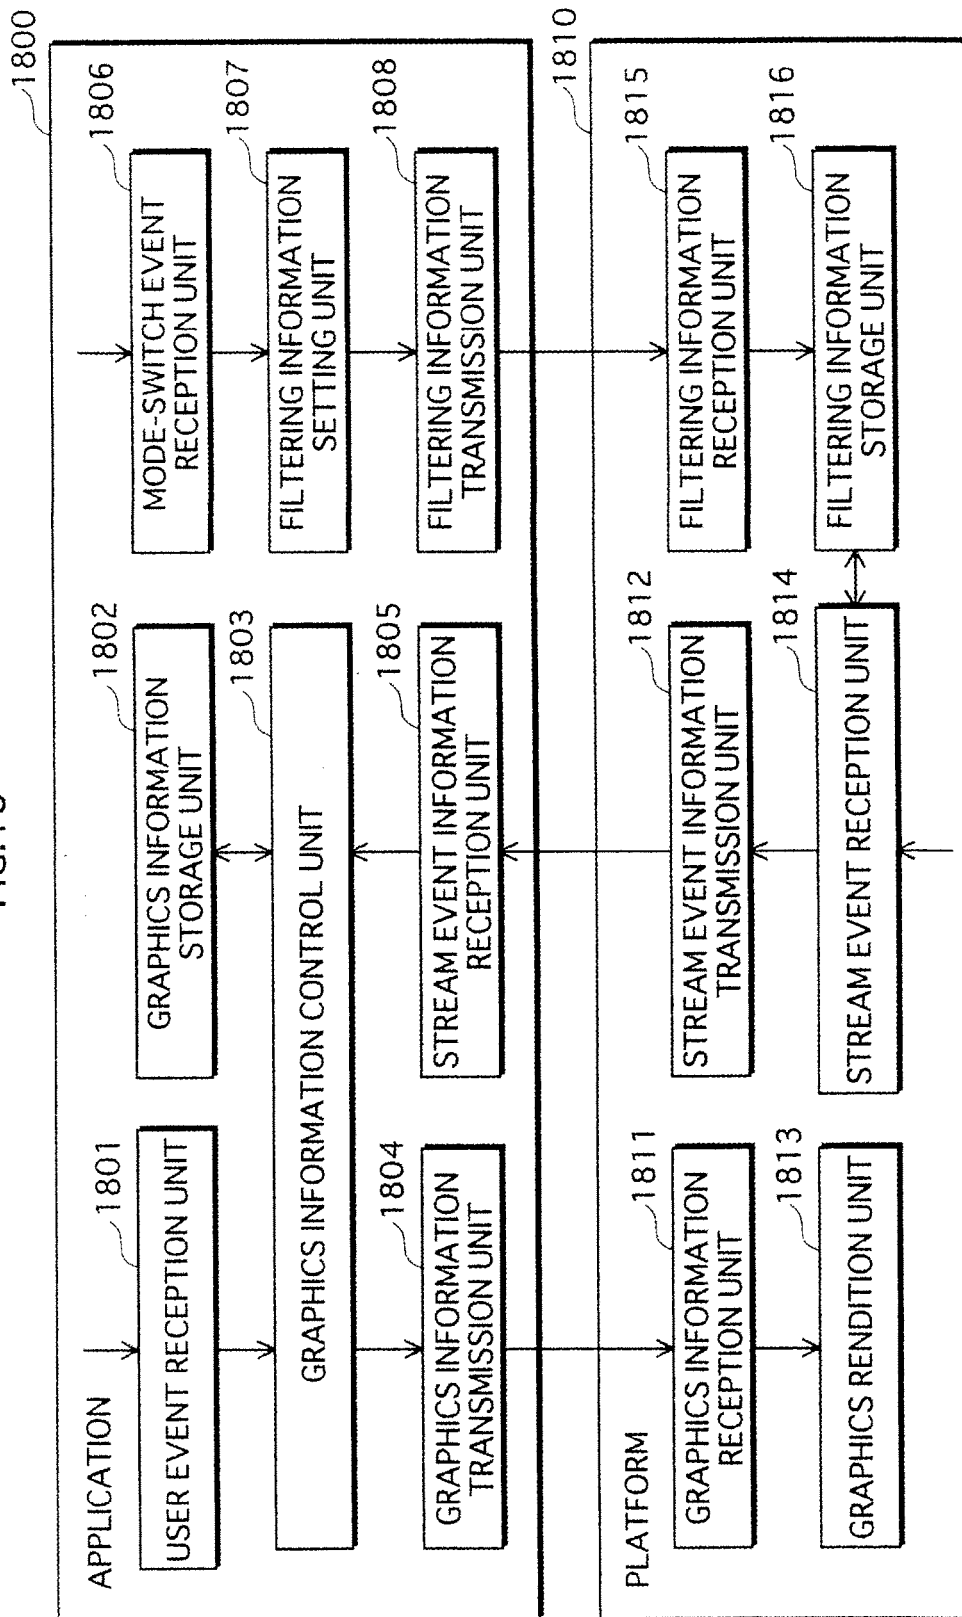 1800
APPLICATION
1801
USER EVENT RECEPTION UNIT
1802
GRAPHICS INFORMATION
STORAGE UNIT
1806
MODE-SWITCH EVENT
RECEPTION UNIT
1803
GRAPHICS INFORMATION CONTROL UNIT
1807
FILTERING INFORMATION
SETTING UNIT
1804
GRAPHICS INFORMATION
TRANSMISSION UNIT
1805
STREAM EVENT INFORMATION
RECEPTION UNIT
1808
FILTERING INFORMATION
TRANSMISSION UNIT
1810
PLATFORM
1811
GRAPHICS INFORMATION
RECEPTION UNIT
1812
STREAM EVENT INFORMATION
TRANSMISSION UNIT
1815
FILTERING INFORMATION
RECEPTION UNIT
1813
GRAPHICS RENDITION UNIT
1814
STREAM EVENT RECEPTION UNIT
1816
FILTERING INFORMATION
STORAGE UNIT